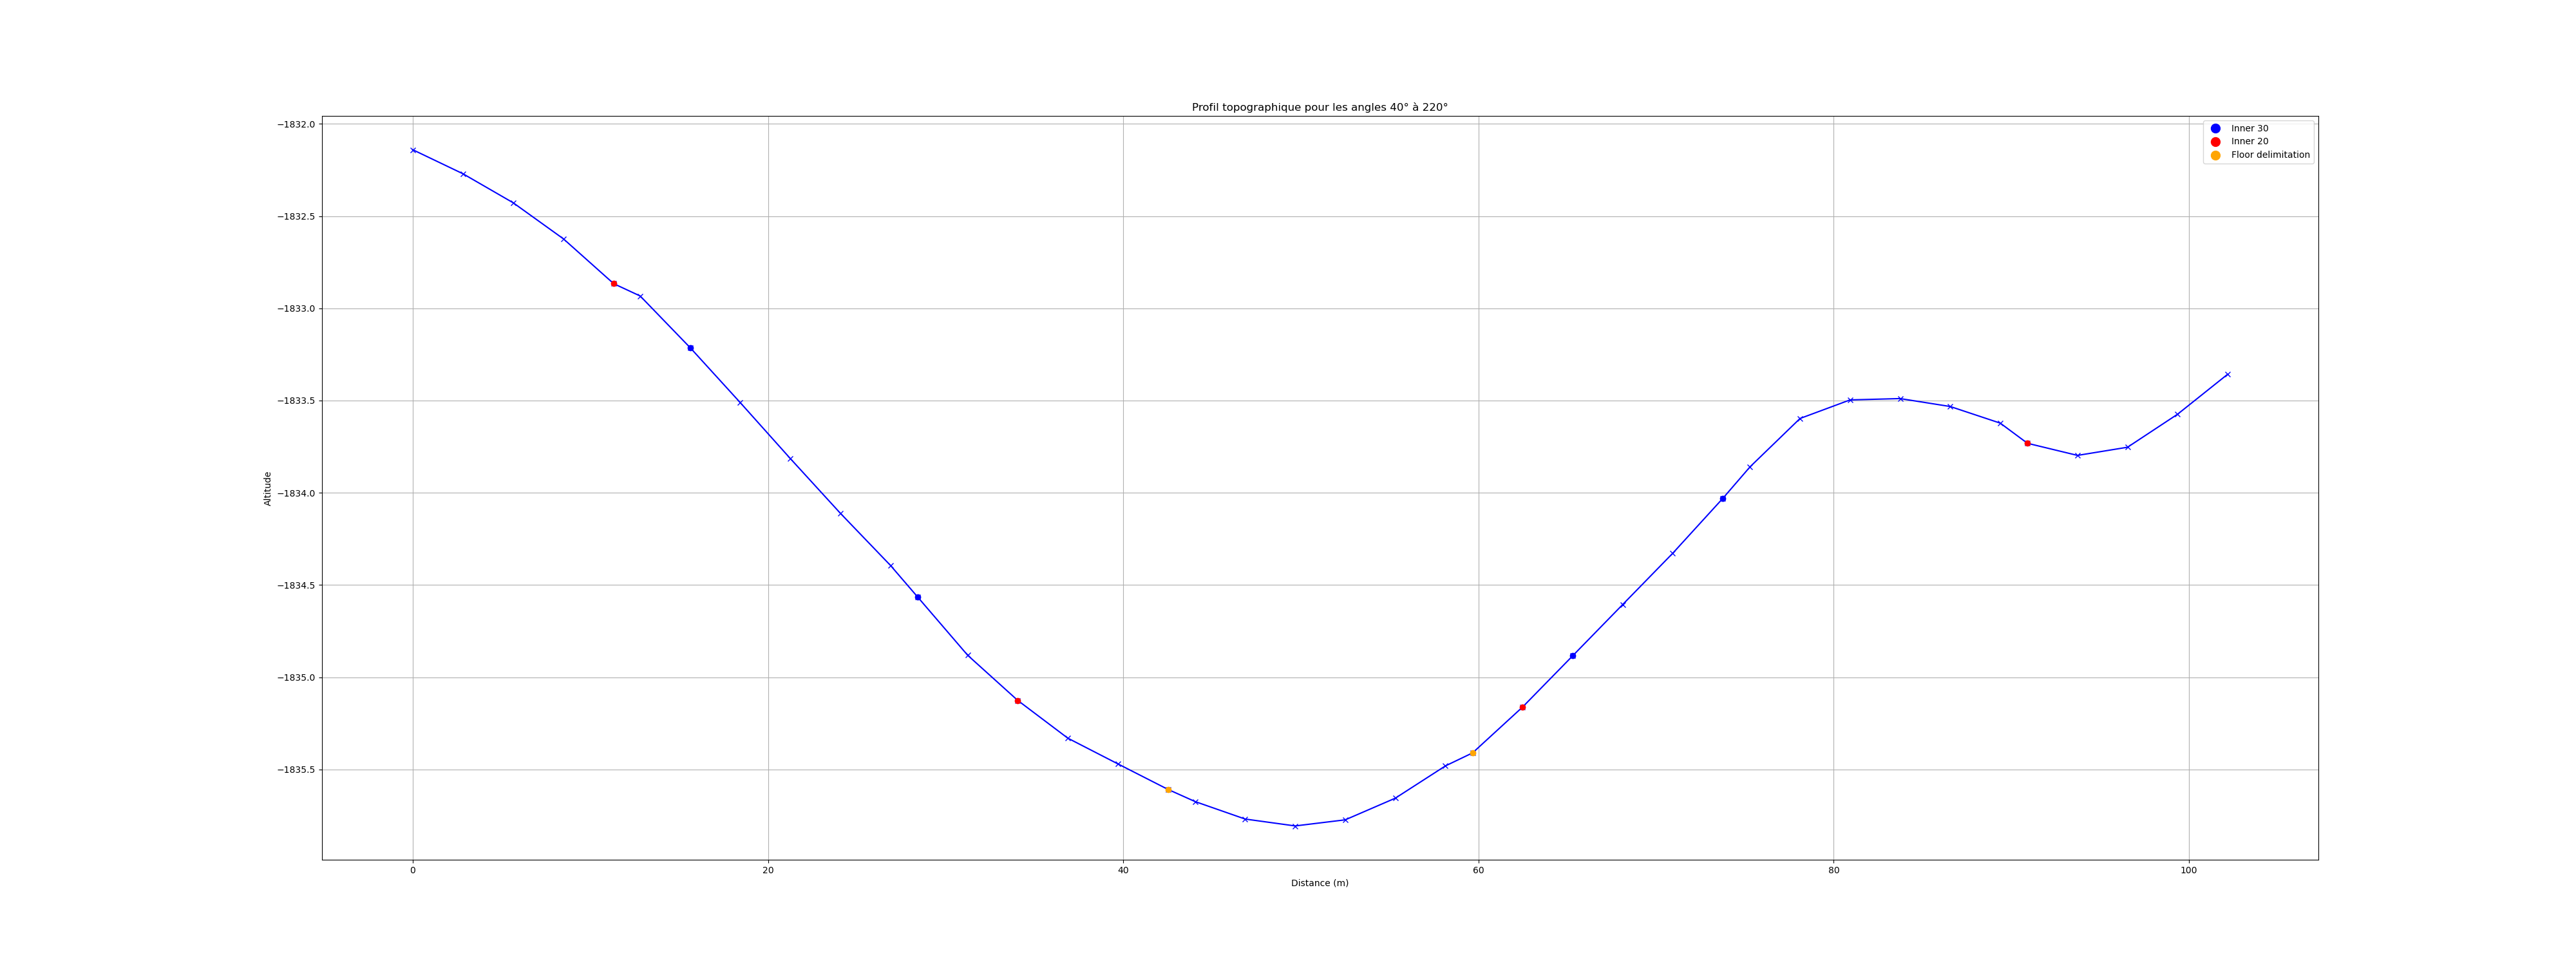 Profil topographique pour les angles 40° à 220°
Inner 30
Inner 20
Floor delimitation
−1832.0
−1832.5
−1833.0
−1833.5
−1834.0
−1834.5
−1835.0
−1835.5
Altitude
0 20 40 60 80 100
Distance (m)